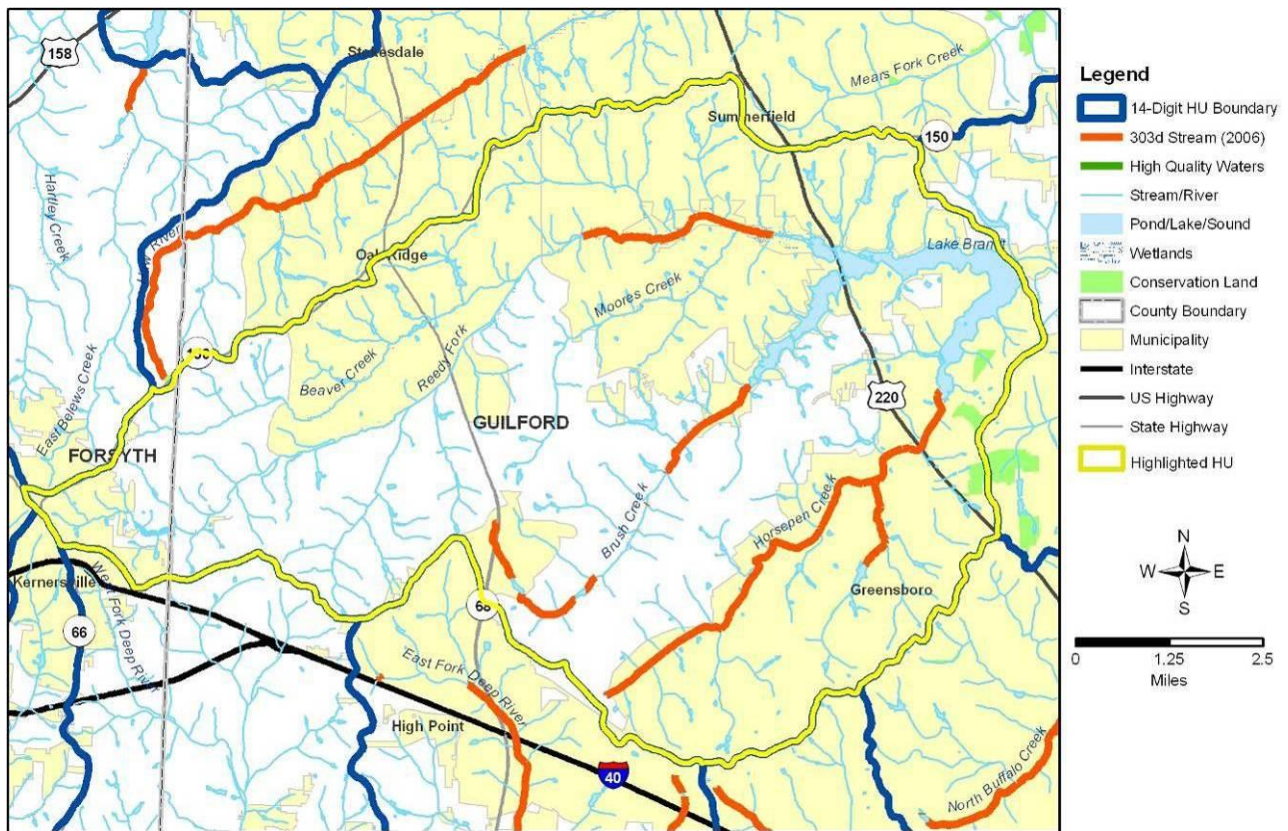 158
Stokesdale
Mears Fork Creek
Summerfield
150
Hartley Creek
Haw River
Oak Ridge
Lake Brandt
Moores Creek
150
Beaver Creek
Reedy Fork
East Belews Creek
220
GUILFORD
FORSYTH
Brush Creek
Horsepen Creek
Kernersville
West Fork Deep River
66
68
Greensboro
East Fork Deep River
High Point
40
North Buffalo Creek
Legend
14-Digit HU Boundary
303d Stream (2006)
High Quality Waters
Stream/River
Pond/Lake/Sound
Wetlands
Conservation Land
County Boundary
Municipality
Interstate
US Highway
State Highway
Highlighted HU
N
W E
S
0 1.25 2.5
Miles